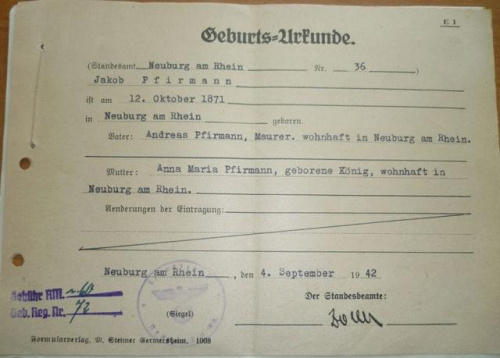 E 1
Geburts-Urkunde.
(Standesamt Neuburg am Rhein Nr. 36 )
Jakob Pfirmann
ist am 12. Oktober 1871
in Neuburg am Rhein geboren.
Vater: Andreas Pfirmann, Maurer. wohnhaft in Neuburg am Rhein.
Mutter: Anna Maria Pfirmann, geborene König, wohnhaft in
Neuburg am Rhein.
Aenderungen der Eintragung:
Neuburg am Rhein , den 4. September 1942
Gebühr RM. -.60
Geb. Reg. Nr. 72
(Siegel)
Der Standesbeamte:
Formularverlag, M. Steiner Germersheim. 1008